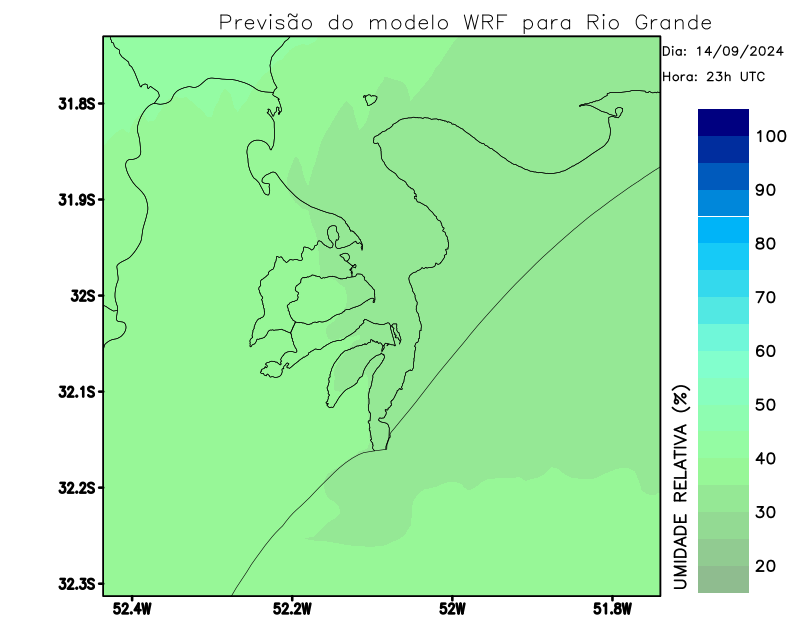 Previsão do modelo WRF para Rio Grande
Dia: 14/09/2024
Hora: 23h UTC
31.8S
31.9S
32S
32.1S
32.2S
32.3S
52.4W
52.2W
52W
51.8W
100
90
80
70
60
50
40
30
20
UMIDADE RELATIVA (%)